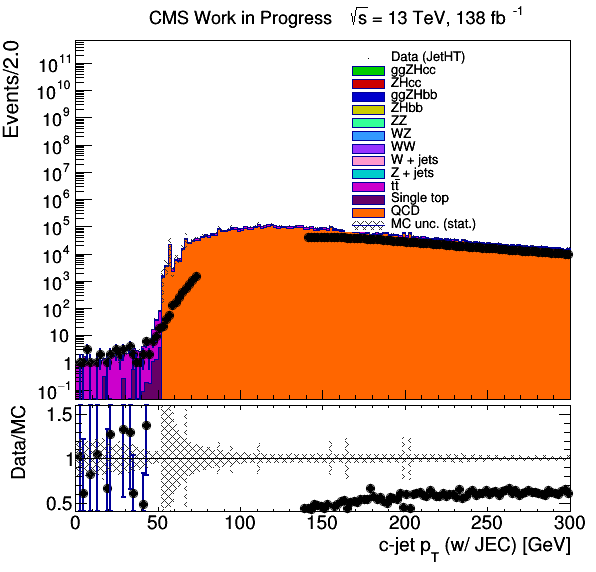 CMS Work in Progress √s = 13 TeV, 138 fb⁻¹
Events/2.0
10¹¹
10¹⁰
10⁹
10⁸
10⁷
10⁶
10⁵
10⁴
10³
10²
10
1
10⁻¹
Data (JetHT)
ggZHcc
ZHcc
ggZHbb
ZHbb
ZZ
WZ
WW
W + jets
Z + jets
tt̄
Single top
QCD
MC unc. (stat.)
Data/MC
1.5
1
0.5
0 50 100 150 200 250 300
c-jet p_T (w/ JEC) [GeV]